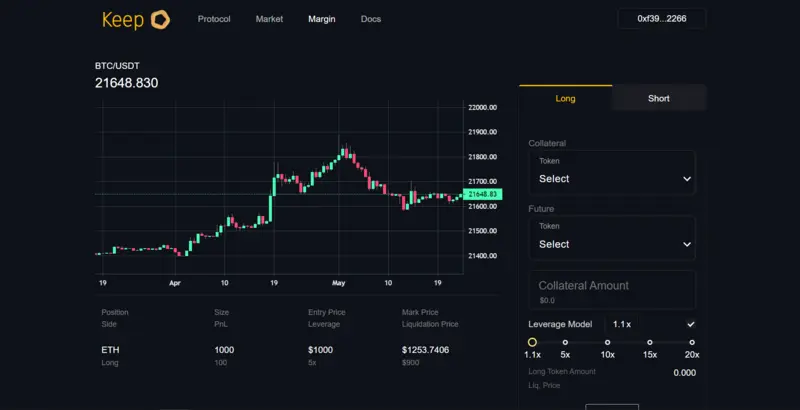 Keep
Protocol
Market
Margin
Docs
0xf39...2266
BTC/USDT
21648.830
22000.00
21900.00
21800.00
21700.00
21648.83
21600.00
21500.00
21400.00
19
Apr
10
19
May
10
19
Position
Size
Entry Price
Mark Price
Side
PnL
Leverage
Liquidation Price
ETH
1000
$1000
$1253.7406
Long
100
5x
$900
Long
Short
Collateral
Token
Select
Future
Token
Select
Collateral Amount
$0.0
Leverage Model
1.1x
1.1x
5x
10x
15x
20x
Long Token Amount
0.000
Liq. Price